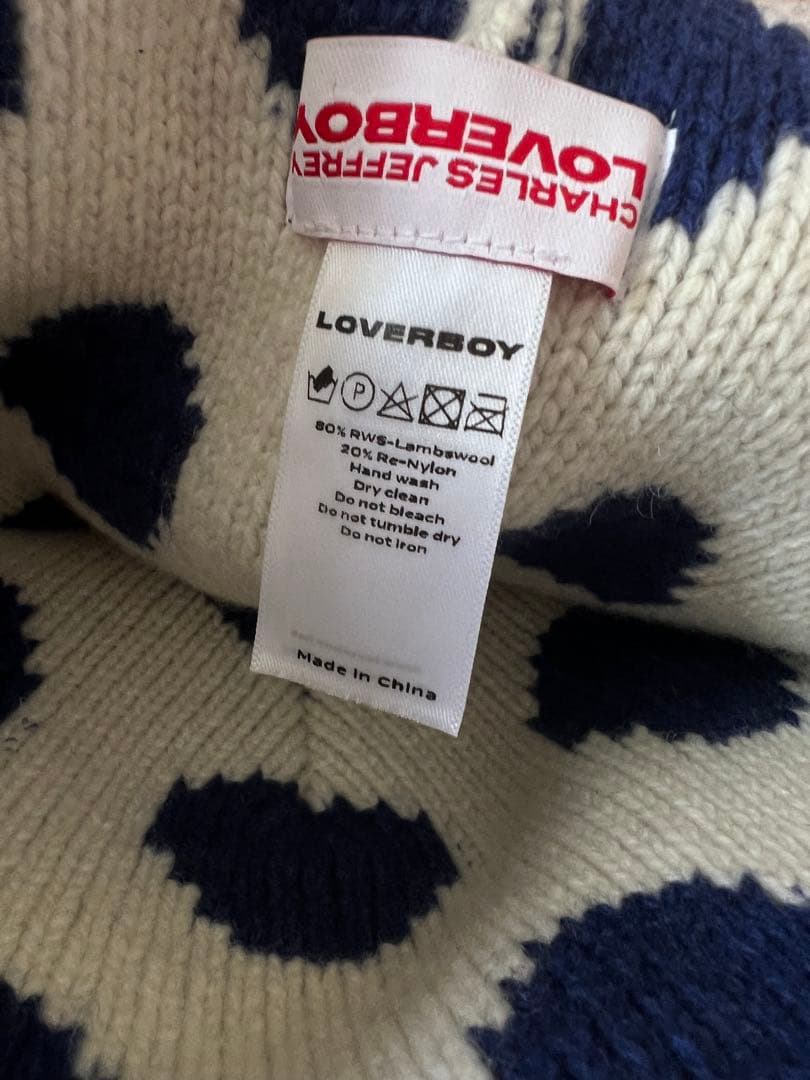 CHARLES JEFFREY
LOVERBOY
LOVERBOY
P
80% RWS-Lambswool
20% Re-Nylon
Hand wash
Dry clean
Do not bleach
Do not tumble dry
Do not iron
Made in China